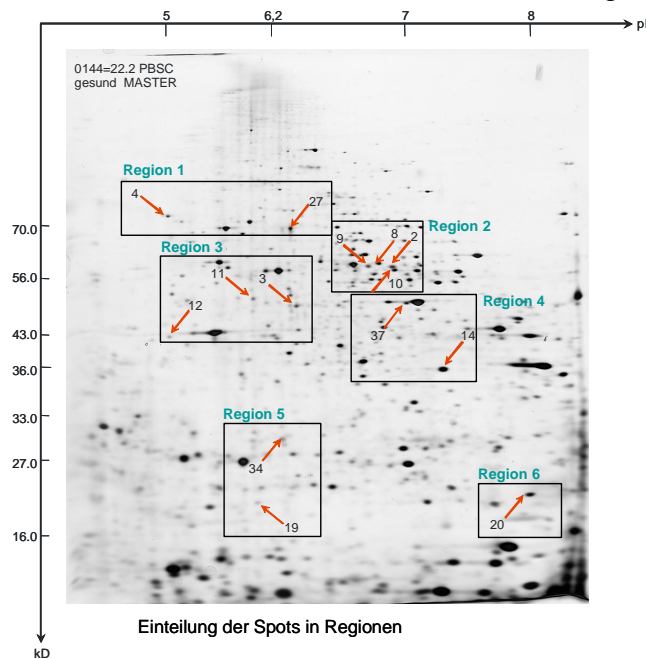 5 6,2 7 8 pI
0144=22.2 PBSC
gesund MASTER
Region 1
4 27
70.0
Region 2
9 8 2
Region 3
11 3
10
56.0
12
Region 4
37 14
43.0
36.0
Region 5
33.0
34
27.0
Region 6
20
19
16.0
Einteilung der Spots in Regionen
kD